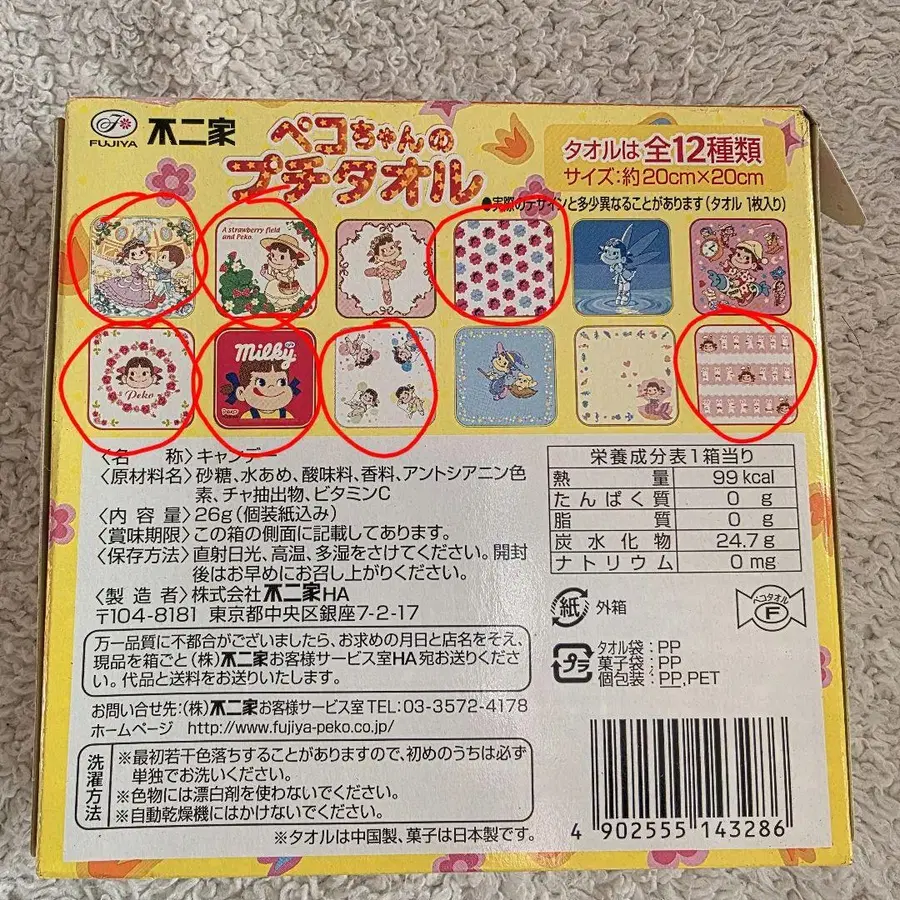 FUJIYA 不二家
ペコちゃんの
プチタオル
タオルは 全12種類
サイズ:約20cm×20cm
●実際のデザインと多少異なることがあります(タオル 1枚入り)
A strawberry field
and Peko.
Peko
milky
PEKO
〈名 称〉キャンデー
〈原材料名〉砂糖、水あめ、酸味料、香料、アントシアニン色
素、チャ抽出物、ビタミンC
〈内 容 量〉26g(個装紙込み)
〈賞味期限〉この箱の側面に記載してあります。
〈保存方法〉直射日光、高温、多湿をさけてください。開封
後はお早めにお召し上がりください。
〈製 造 者〉株式会社 不二家HA
〒104-8181 東京都中央区銀座7-2-17
万一品質に不都合がございましたら、お求めの月日と店名をそえ、
現品を箱ごと(株)不二家お客様サービス室HA宛お送りくださ
い。代品と送料をお送りいたします。
お問い合せ先:(株)不二家お客様サービス室 TEL:03-3572-4178
ホームページ http://www.fujiya-peko.co.jp/
洗濯方法
※最初若干色落ちすることがありますので、初めのうちは必ず
単独でお洗いください。
※色物には漂白剤を使わないでください。
※自動乾燥機にはかけないでください。
※タオルは中国製、菓子は日本製です。
栄養成分表1箱当り
熱 量 99kcal
たんぱく質 0 g
脂 質 0 g
炭水化物 24.7g
ナトリウム 0mg
紙 外箱
ペコタオル
F
プラ
タオル袋:PP
菓子袋:PP
個包装:PP,PET
4 902555 143286